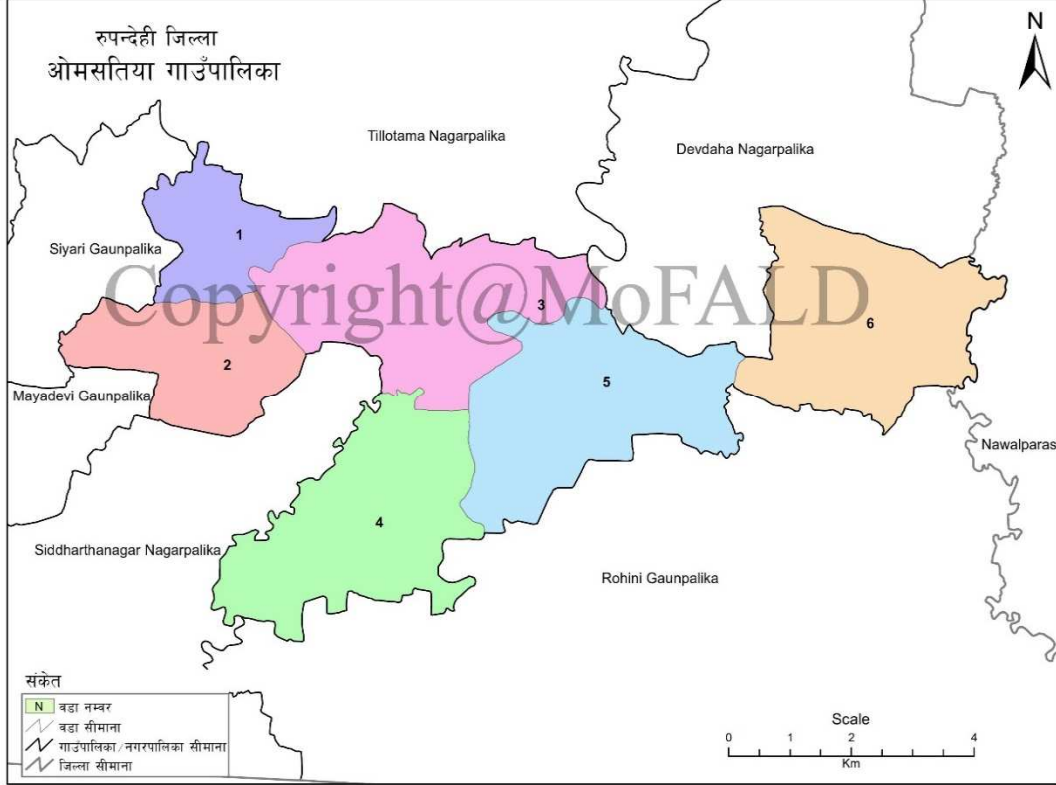 रुपन्देही जिल्ला
ओमसतिया गाउँपालिका
N
Tillotama Nagarpalika
Devdaha Nagarpalika
1
Siyari Gaunpalika
Copyright@MoFALD
3
6
2
5
Mayadevi Gaunpalika
Nawalparas
4
Siddharthanagar Nagarpalika
Rohini Gaunpalika
संकेत
N वडा नम्बर
वडा सीमाना
गाउँपालिका/नगरपालिका सीमाना
जिल्ला सीमाना
Scale
0 1 2 4
Km